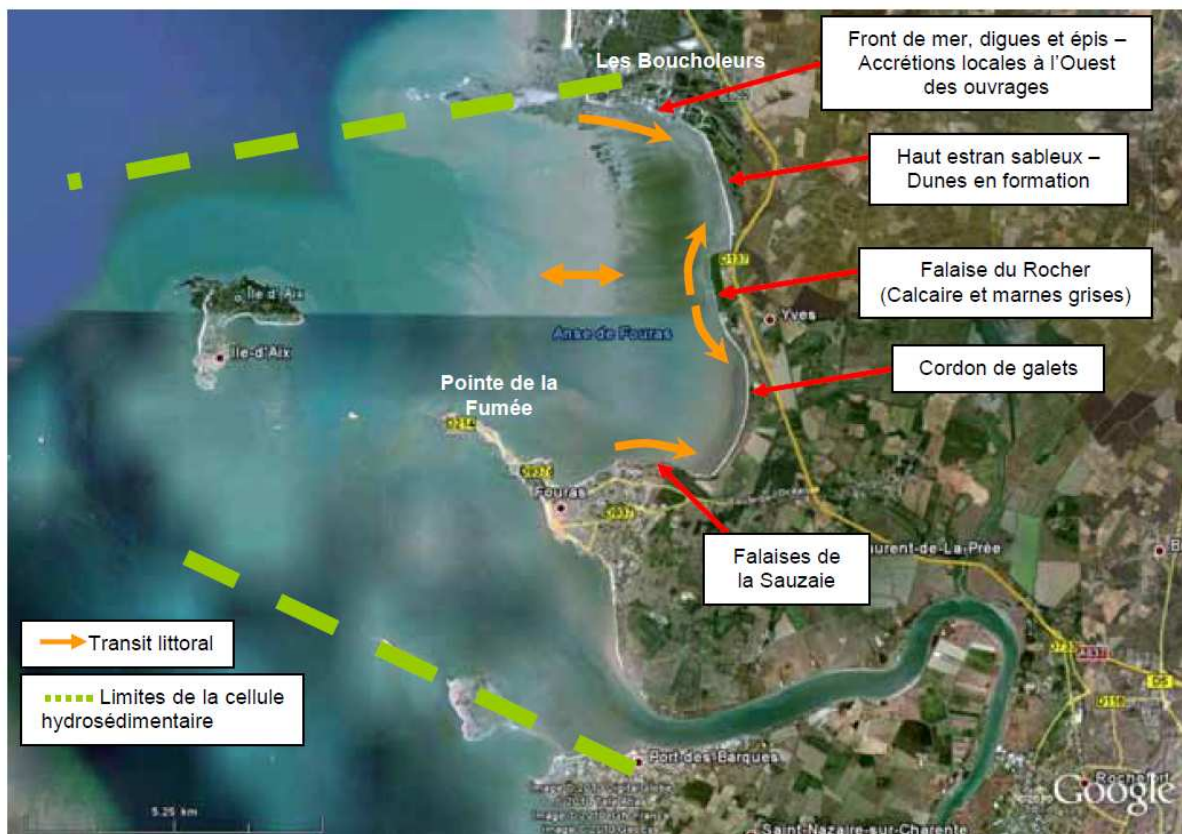 Les Boucholeurs
Front de mer, digues et épis –
Accrétions locales à l'Ouest
des ouvrages
Haut estran sableux –
Dunes en formation
D137
Falaise du Rocher
(Calcaire et marnes grises)
Ile d'Aix
Ile-d'Aix
Anse de Fouras
Yves
Pointe de la
Fumée
Cordon de galets
D214
Fouras
Falaises de
la Sauzaie
Transit littoral
Limites de la cellule
hydrosédimentaire
D5
Port-des-Barques
Rochefort
5.25 km
Google
Saint-Nazaire-sur-Charente